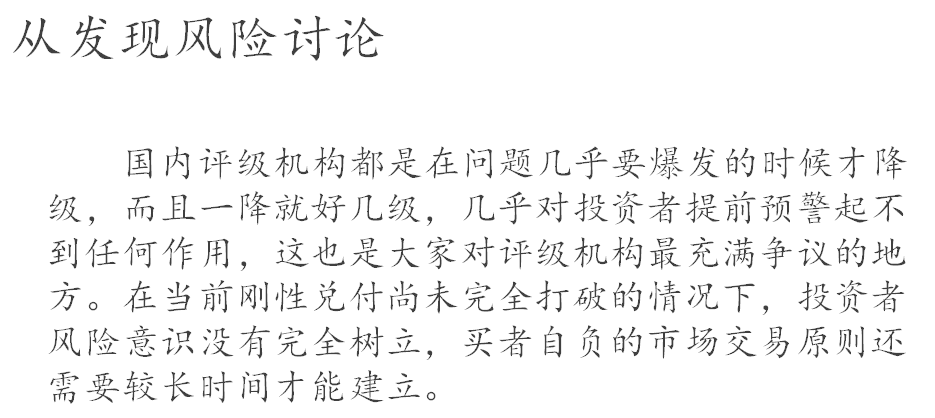 从发现风险讨论
国内评级机构都是在问题几乎要爆发的时候才降
级，而且一降就好几级，几乎对投资者提前预警起不
到任何作用，这也是大家对评级机构最充满争议的地
方。在当前刚性兑付尚未完全打破的情况下，投资者
风险意识没有完全树立，买者自负的市场交易原则还
需要较长时间才能建立。